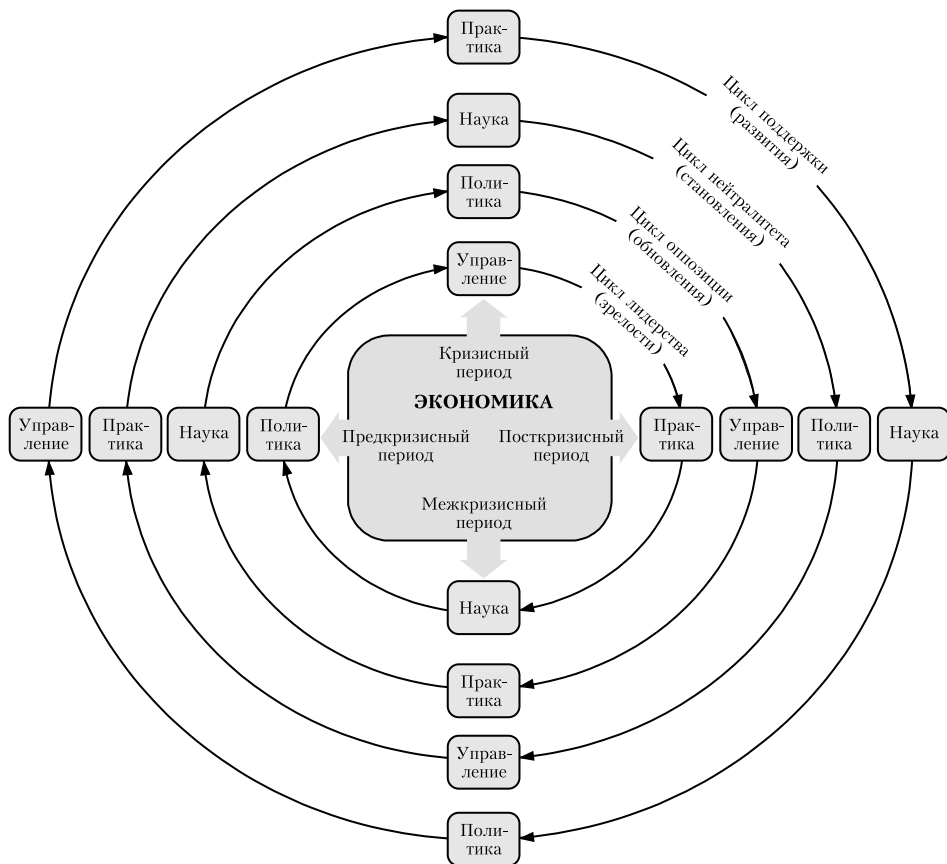 Прак-
тика
Цикл поддержки
(развития)
Наука
Цикл нейтралитета
(становления)
Поли-
тика
Цикл оппозиции
(обновления)
Управ-
ление
Цикл лидерства
(зрелости)
Кризисный
период
ЭКОНОМИКА
Управ-
ление
Прак-
тика
Наука
Поли-
тика
Предкризисный
период
Посткризисный
период
Прак-
тика
Управ-
ление
Поли-
тика
Наука
Межкризисный
период
Наука
Прак-
тика
Управ-
ление
Поли-
тика